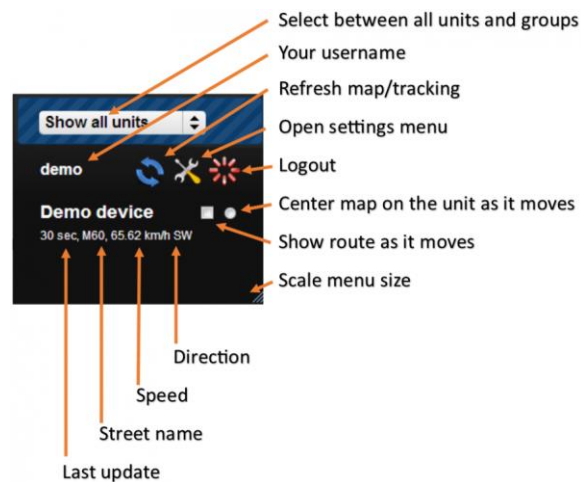 Select between all units and groups
Your username
Refresh map/tracking
Show all units
Open settings menu
demo
Logout
Demo device
Center map on the unit as it moves
30 sec, M60, 65.62 km/h SW
Show route as it moves
Scale menu size
Direction
Speed
Street name
Last update